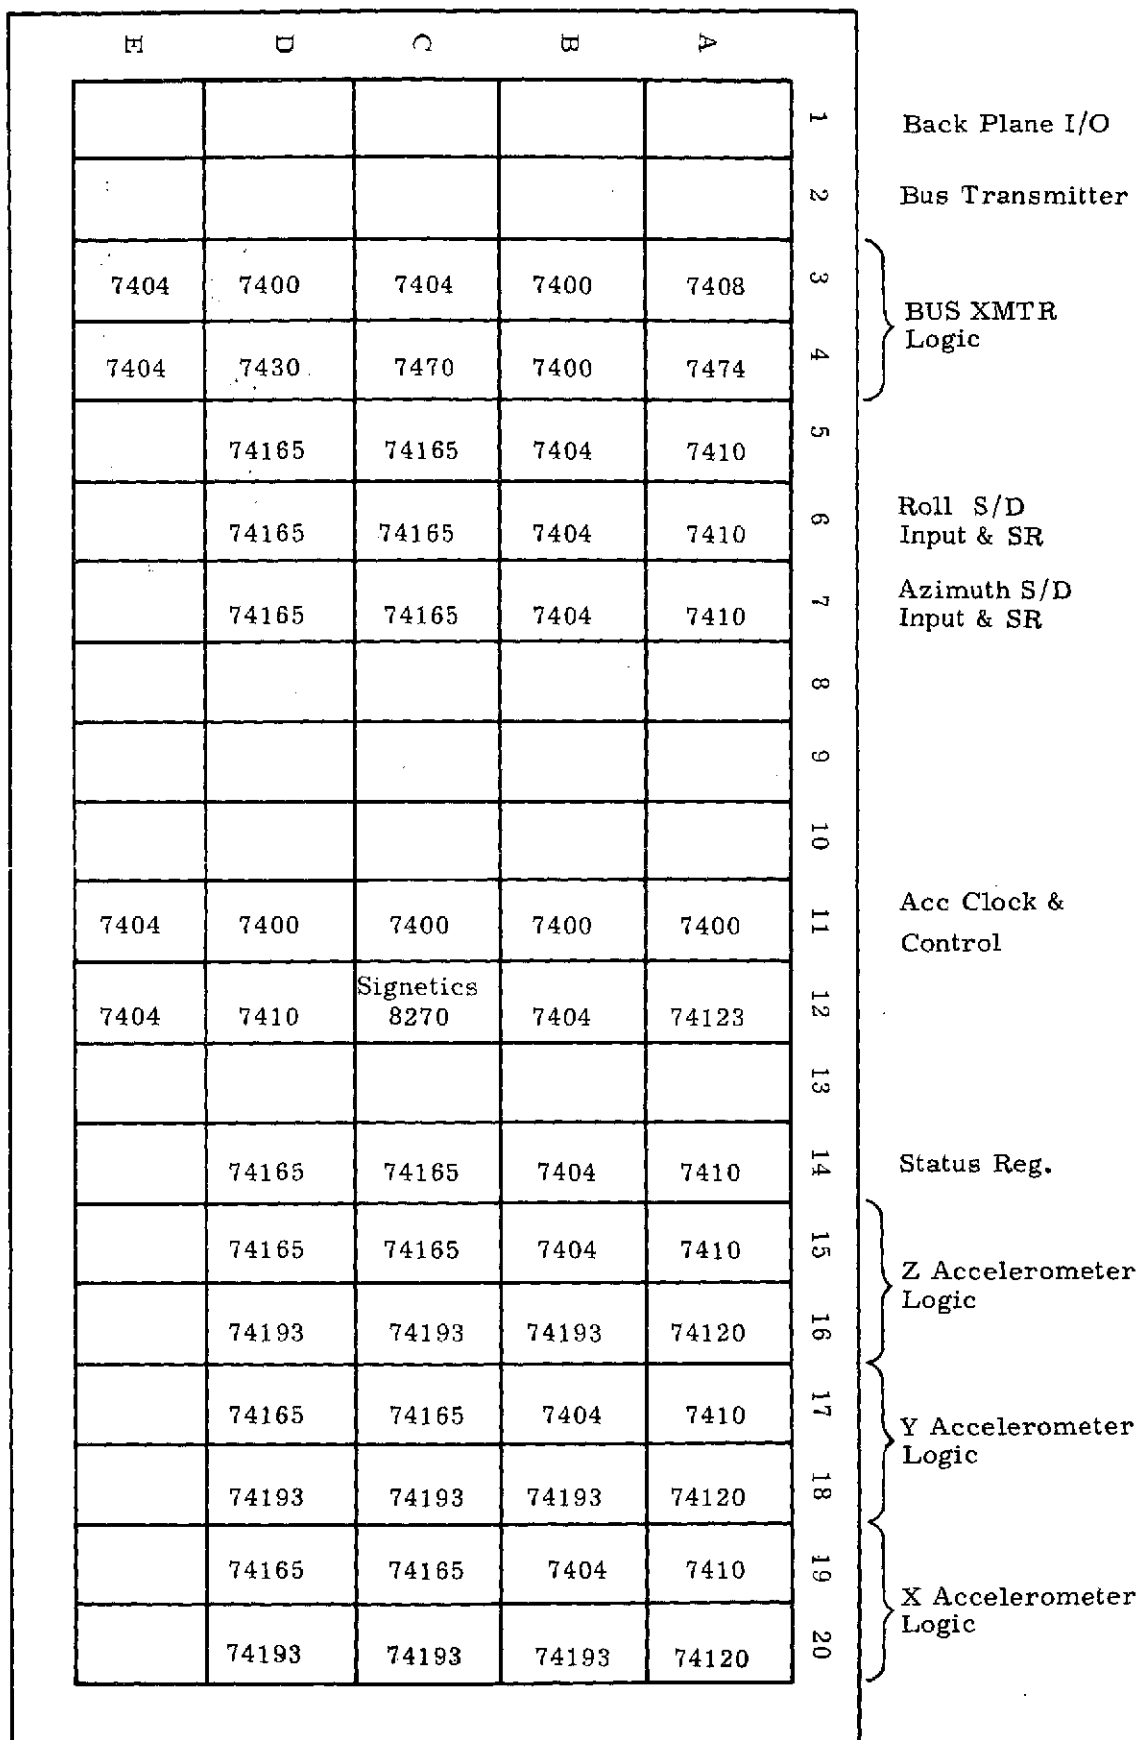 E D C B A
1 Back Plane I/O
2 Bus Transmitter
7404 7400 7404 7400 7408 3
BUS XMTR
Logic
7404 7430 7470 7400 7474 4
74165 74165 7404 7410 5
74165 74165 7404 7410 6
Roll S/D
Input & SR
74165 74165 7404 7410 7
Azimuth S/D
Input & SR
8
9
10
7404 7400 7400 7400 7400 11
Acc Clock &
Control
Signetics
7404 7410 8270 7404 74123 12
13
74165 74165 7404 7410 14 Status Reg.
74165 74165 7404 7410 15
Z Accelerometer
Logic
74193 74193 74193 74120 16
74165 74165 7404 7410 17
Y Accelerometer
Logic
74193 74193 74193 74120 18
74165 74165 7404 7410 19
X Accelerometer
Logic
74193 74193 74193 74120 20